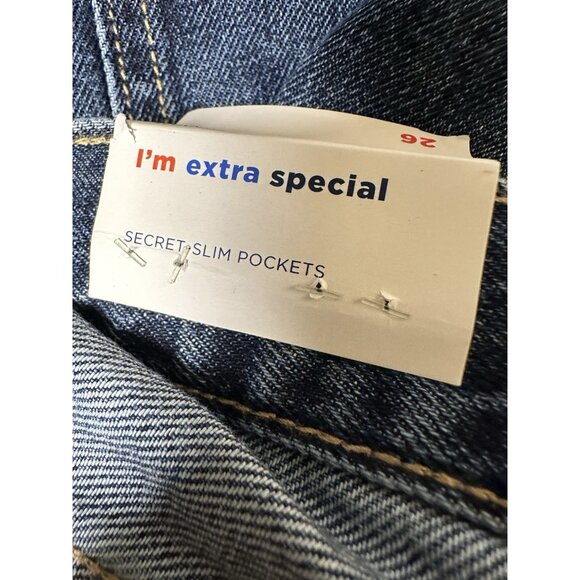 26
I'm extra special
SECRET SLIM POCKETS